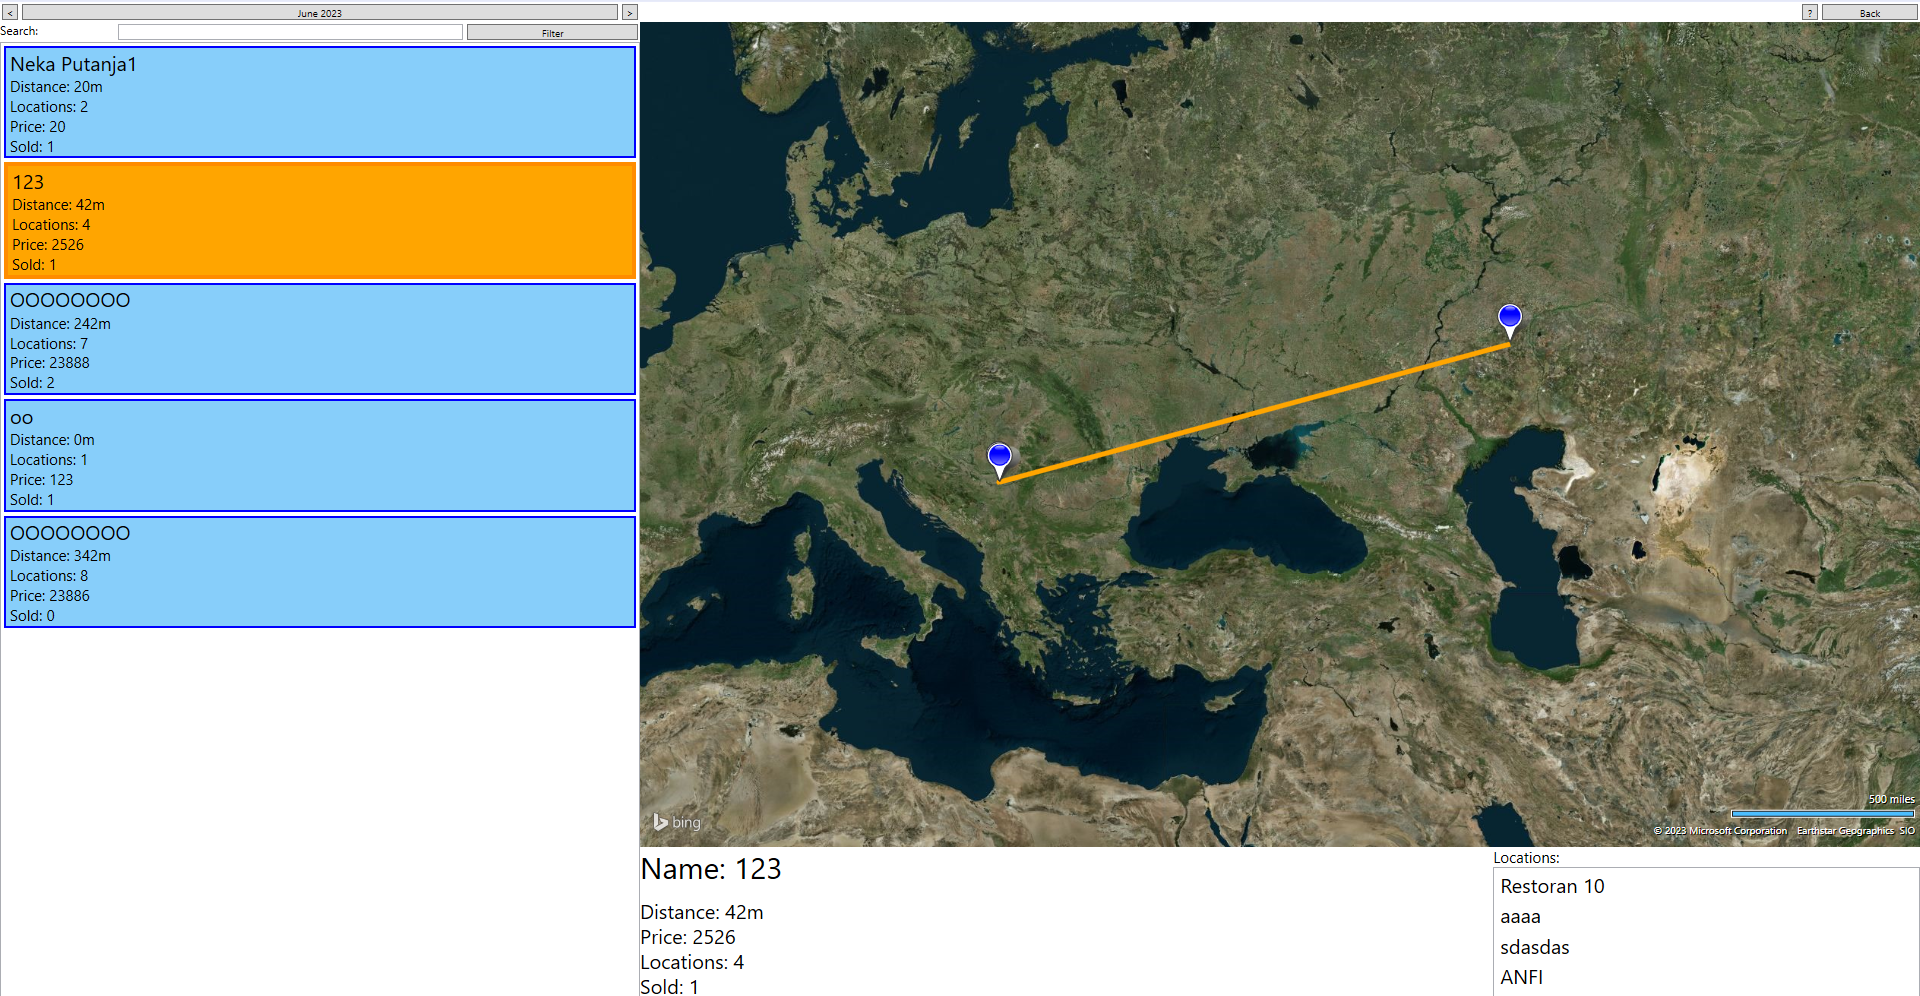 < June 2023 >
Search: Filter
Neka Putanja1
Distance: 20m
Locations: 2
Price: 20
Sold: 1
123
Distance: 42m
Locations: 4
Price: 2526
Sold: 1
OOOOOOOO
Distance: 242m
Locations: 7
Price: 23888
Sold: 2
oo
Distance: 0m
Locations: 1
Price: 123
Sold: 1
OOOOOOOO
Distance: 342m
Locations: 8
Price: 23886
Sold: 0
? Back
500 miles
bing
© 2023 Microsoft Corporation Earthstar Geographics SIO
Name: 123
Distance: 42m
Price: 2526
Locations: 4
Sold: 1
Locations:
Restoran 10
aaaa
sdasdas
ANFI